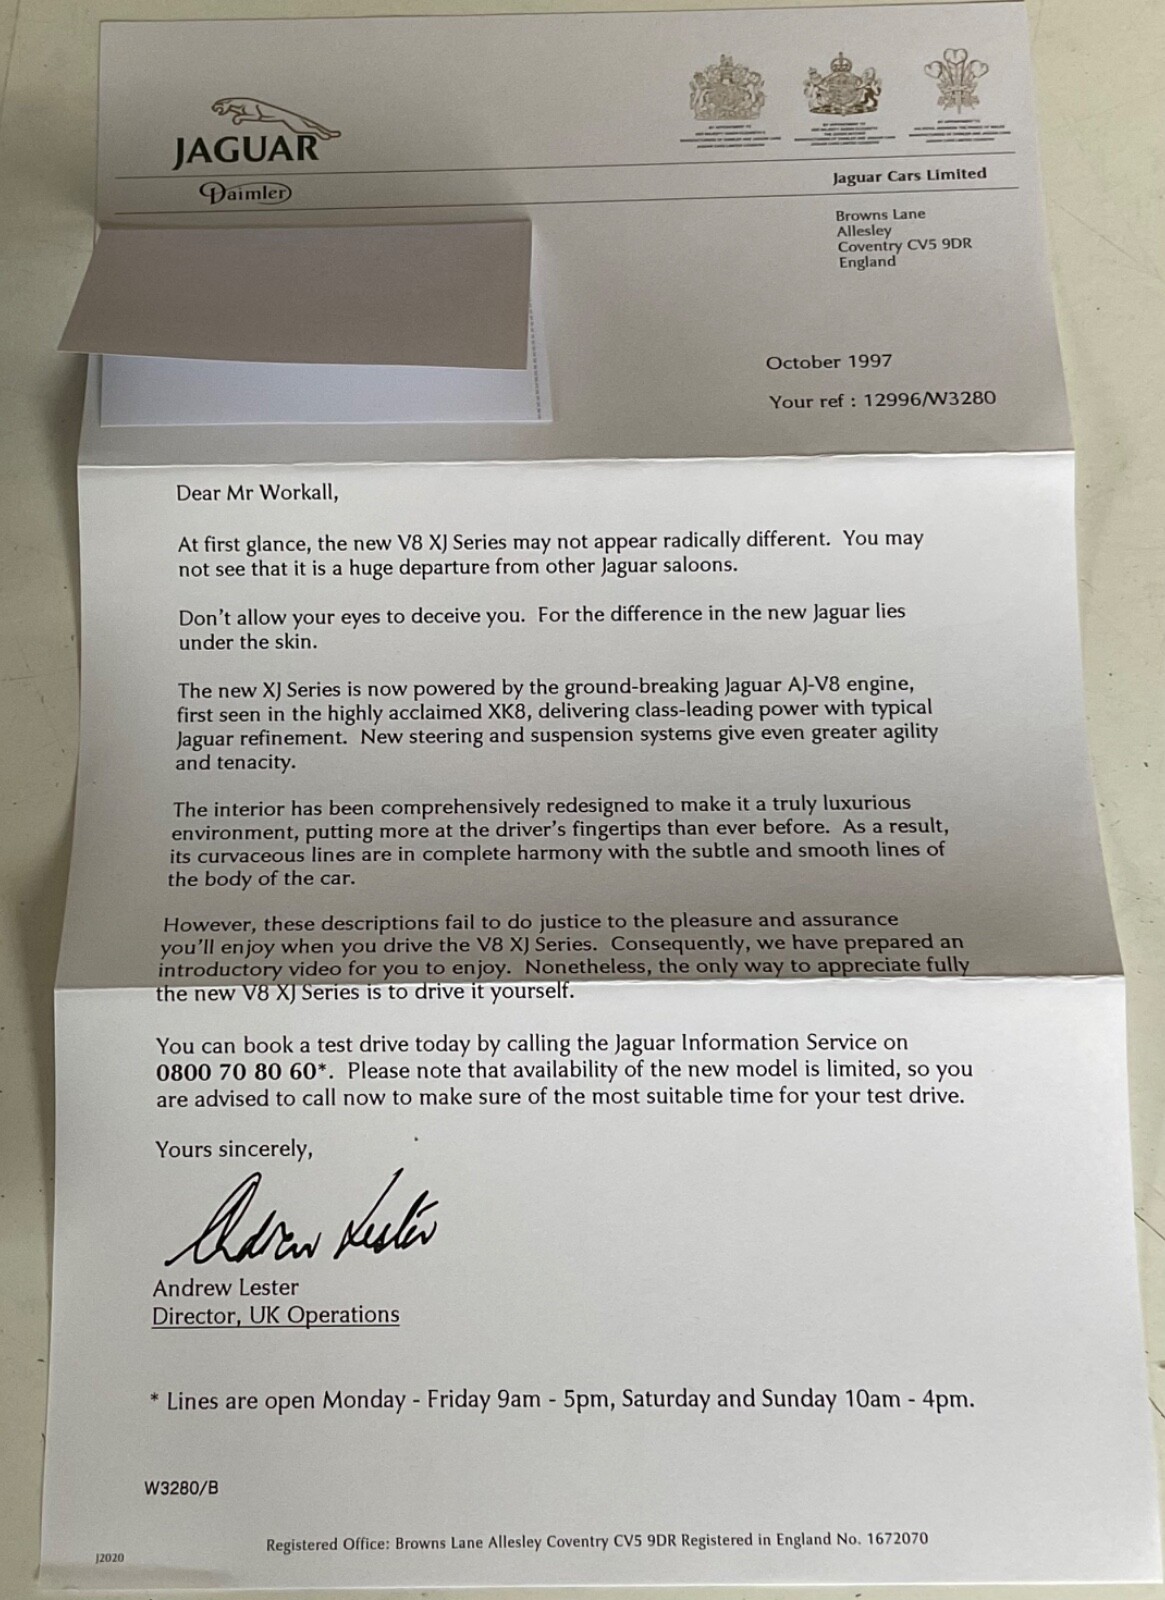 JAGUAR
Daimler
Jaguar Cars Limited
Browns Lane
Allesley
Coventry CV5 9DR
England
October 1997
Your ref : 12996/W3280
Dear Mr Workall,
At first glance, the new V8 XJ Series may not appear radically different. You may
not see that it is a huge departure from other Jaguar saloons.
Don't allow your eyes to deceive you. For the difference in the new Jaguar lies
under the skin.
The new XJ Series is now powered by the ground-breaking Jaguar AJ-V8 engine,
first seen in the highly acclaimed XK8, delivering class-leading power with typical
Jaguar refinement. New steering and suspension systems give even greater agility
and tenacity.
The interior has been comprehensively redesigned to make it a truly luxurious
environment, putting more at the driver's fingertips than ever before. As a result,
its curvaceous lines are in complete harmony with the subtle and smooth lines of
the body of the car.
However, these descriptions fail to do justice to the pleasure and assurance
you'll enjoy when you drive the V8 XJ Series. Consequently, we have prepared an
introductory video for you to enjoy. Nonetheless, the only way to appreciate fully
the new V8 XJ Series is to drive it yourself.
You can book a test drive today by calling the Jaguar Information Service on
0800 70 80 60*. Please note that availability of the new model is limited, so you
are advised to call now to make sure of the most suitable time for your test drive.
Yours sincerely,
Andrew Lester
Andrew Lester
Director, UK Operations
* Lines are open Monday - Friday 9am - 5pm, Saturday and Sunday 10am - 4pm.
W3280/B
Registered Office: Browns Lane Allesley Coventry CV5 9DR Registered in England No. 1672070
J2020